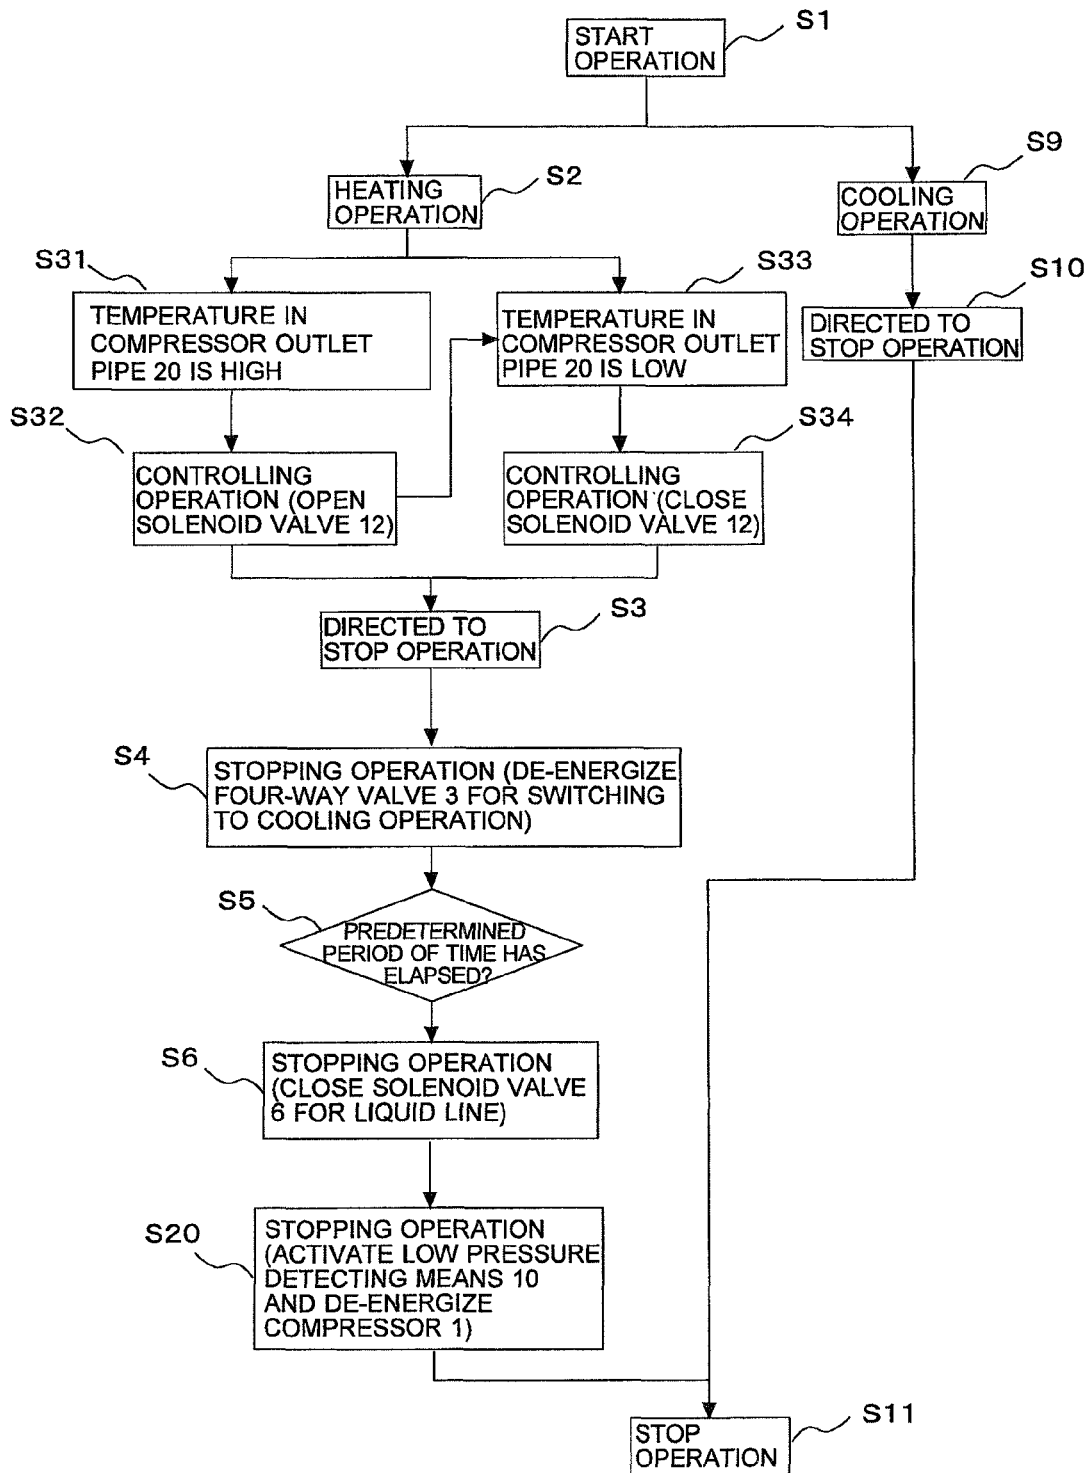 START
OPERATION
S1
HEATING
OPERATION
S2
COOLING
OPERATION
S9
S31
TEMPERATURE IN
COMPRESSOR OUTLET
PIPE 20 IS HIGH
S33
TEMPERATURE IN
COMPRESSOR OUTLET
PIPE 20 IS LOW
S10
DIRECTED TO
STOP OPERATION
S32
CONTROLLING
OPERATION (OPEN
SOLENOID VALVE 12)
S34
CONTROLLING
OPERATION (CLOSE
SOLENOID VALVE 12)
S3
DIRECTED TO
STOP OPERATION
S4
STOPPING OPERATION (DE-ENERGIZE
FOUR-WAY VALVE 3 FOR SWITCHING
TO COOLING OPERATION)
S5
PREDETERMINED
PERIOD OF TIME HAS
ELAPSED?
S6
STOPPING OPERATION
(CLOSE SOLENOID VALVE
6 FOR LIQUID LINE)
S20
STOPPING OPERATION
(ACTIVATE LOW PRESSURE
DETECTING MEANS 10
AND DE-ENERGIZE
COMPRESSOR 1)
S11
STOP
OPERATION